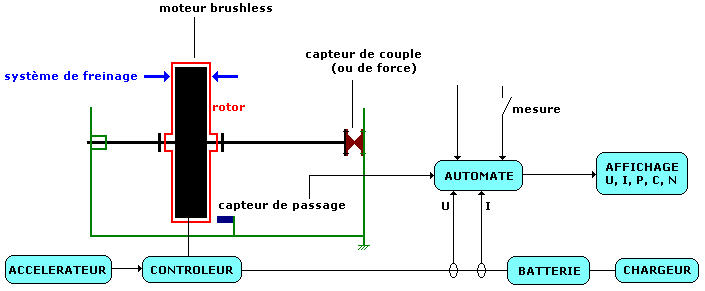 moteur brushless
capteur de couple
(ou de force)
système de freinage
rotor
mesure
AUTOMATE
AFFICHAGE
U, I, P, C, N
capteur de passage
U
I
ACCELERATEUR
CONTROLEUR
BATTERIE
CHARGEUR